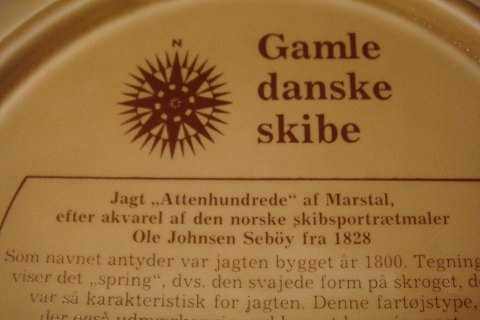 N
Gamle
danske
skibe
Jagt „Attenhundrede“ af Marstal,
efter akvarel af den norske skibsportrætmaler
Ole Johnsen Seböy fra 1828
Som navnet antyder var jagten bygget år 1800. Tegning
viser det „spring“, dvs. den svajede form på skroget, d
var så karakteristisk for jagten. Denne fartøjstype,
der også